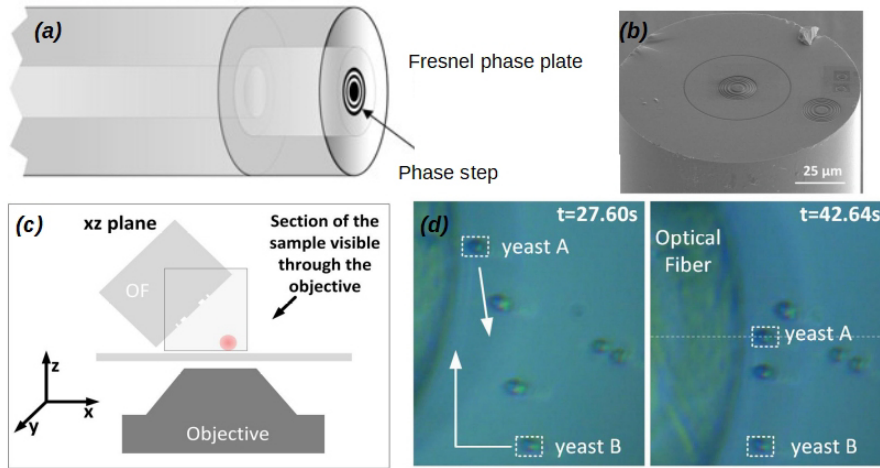 (a)
Fresnel phase plate
Phase step
(b)
25 µm
(c)
xz plane
Section of the
sample visible
through the
objective
OF
z
x
y
Objective
(d)
t=27.60s
yeast A
yeast B
t=42.64s
Optical
Fiber
yeast A
yeast B